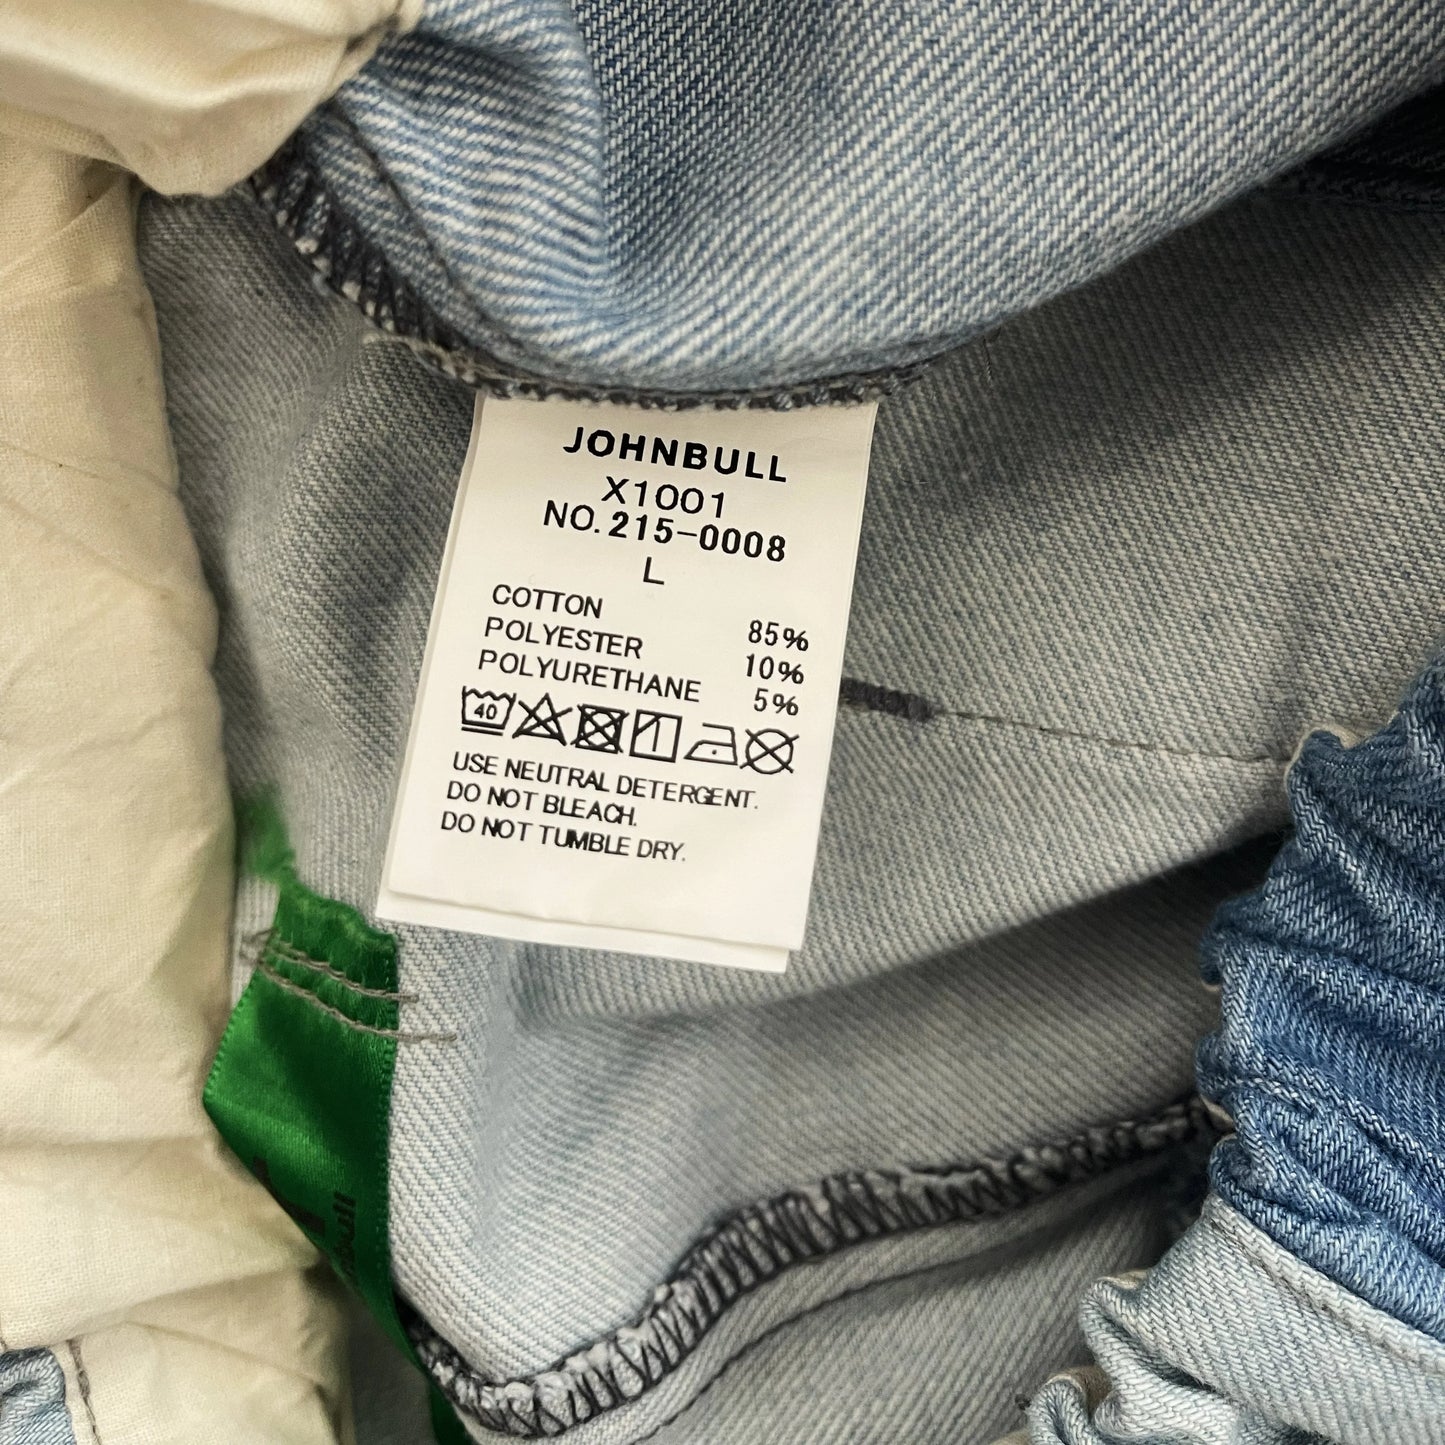 JOHNBULL
X1001
NO. 215-0008
L
COTTON 85%
POLYESTER 10%
POLYURETHANE 5%
40
USE NEUTRAL DETERGENT.
DO NOT BLEACH.
DO NOT TUMBLE DRY.